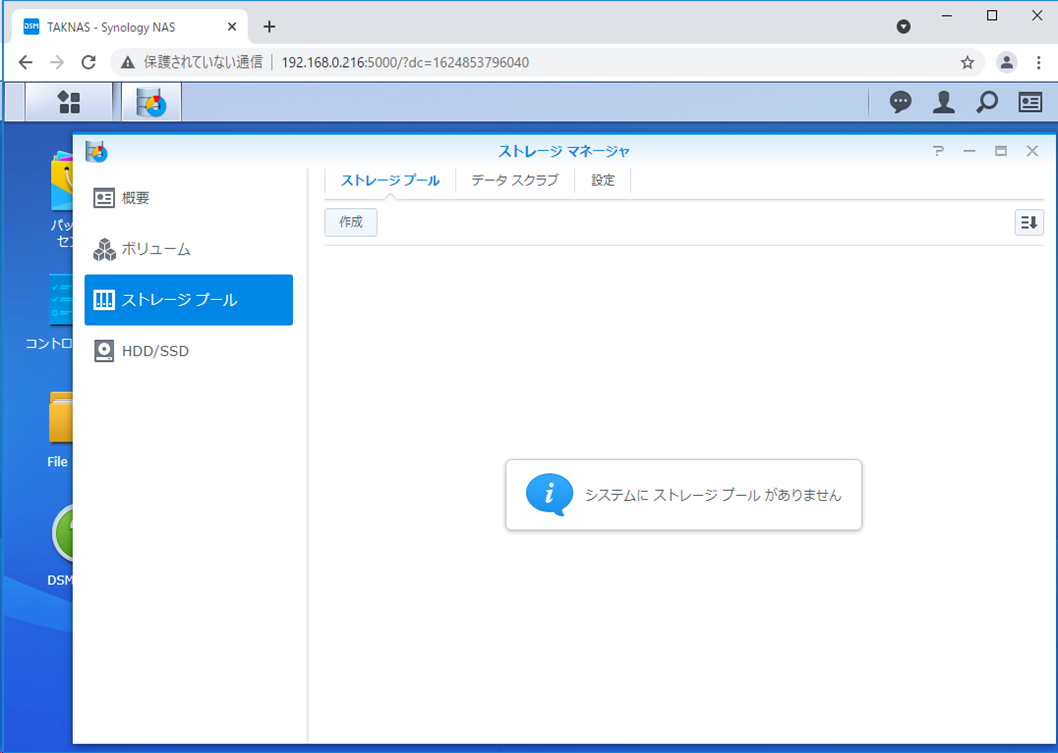 DSM TAKNAS - Synology NAS
保護されていない通信 192.168.0.216:5000/?dc=1624853796040
ストレージ マネージャ
概要
ボリューム
ストレージ プール
HDD/SSD
ストレージ プール データ スクラブ 設定
作成
システムに ストレージ プール がありません
パッ
セン
コントロ
File
DSM